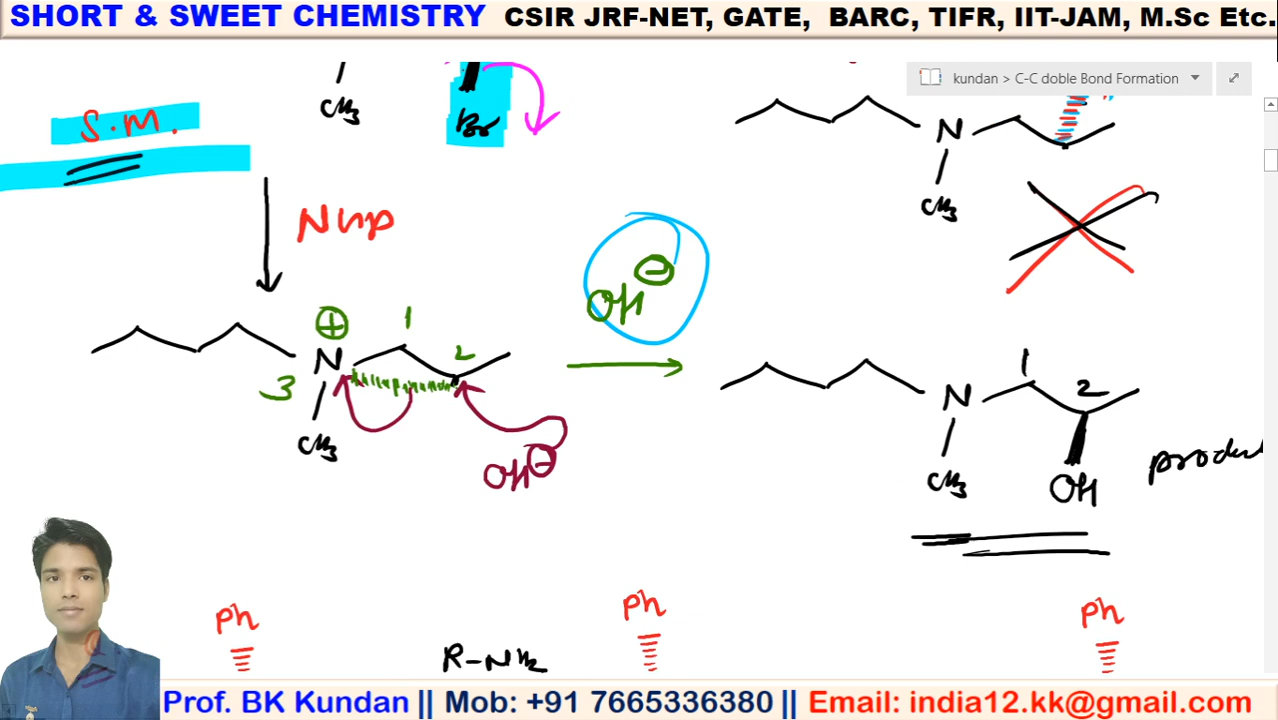 SHORT & SWEET CHEMISTRY CSIR JRF-NET, GATE, BARC, TIFR, IIT-JAM, M.Sc Etc.
kundan > C-C doble Bond Formation
CH3
Br
S.M.
N
CH3
NGP
OH ⊖
⊕
1
2
N
3
CH3
OH ⊖
1
2
N
CH3
OH
produ
Ph
Ph
Ph
R-NH2
Prof. BK Kundan || Mob: +91 7665336380 || Email: india12.kk@gmail.com